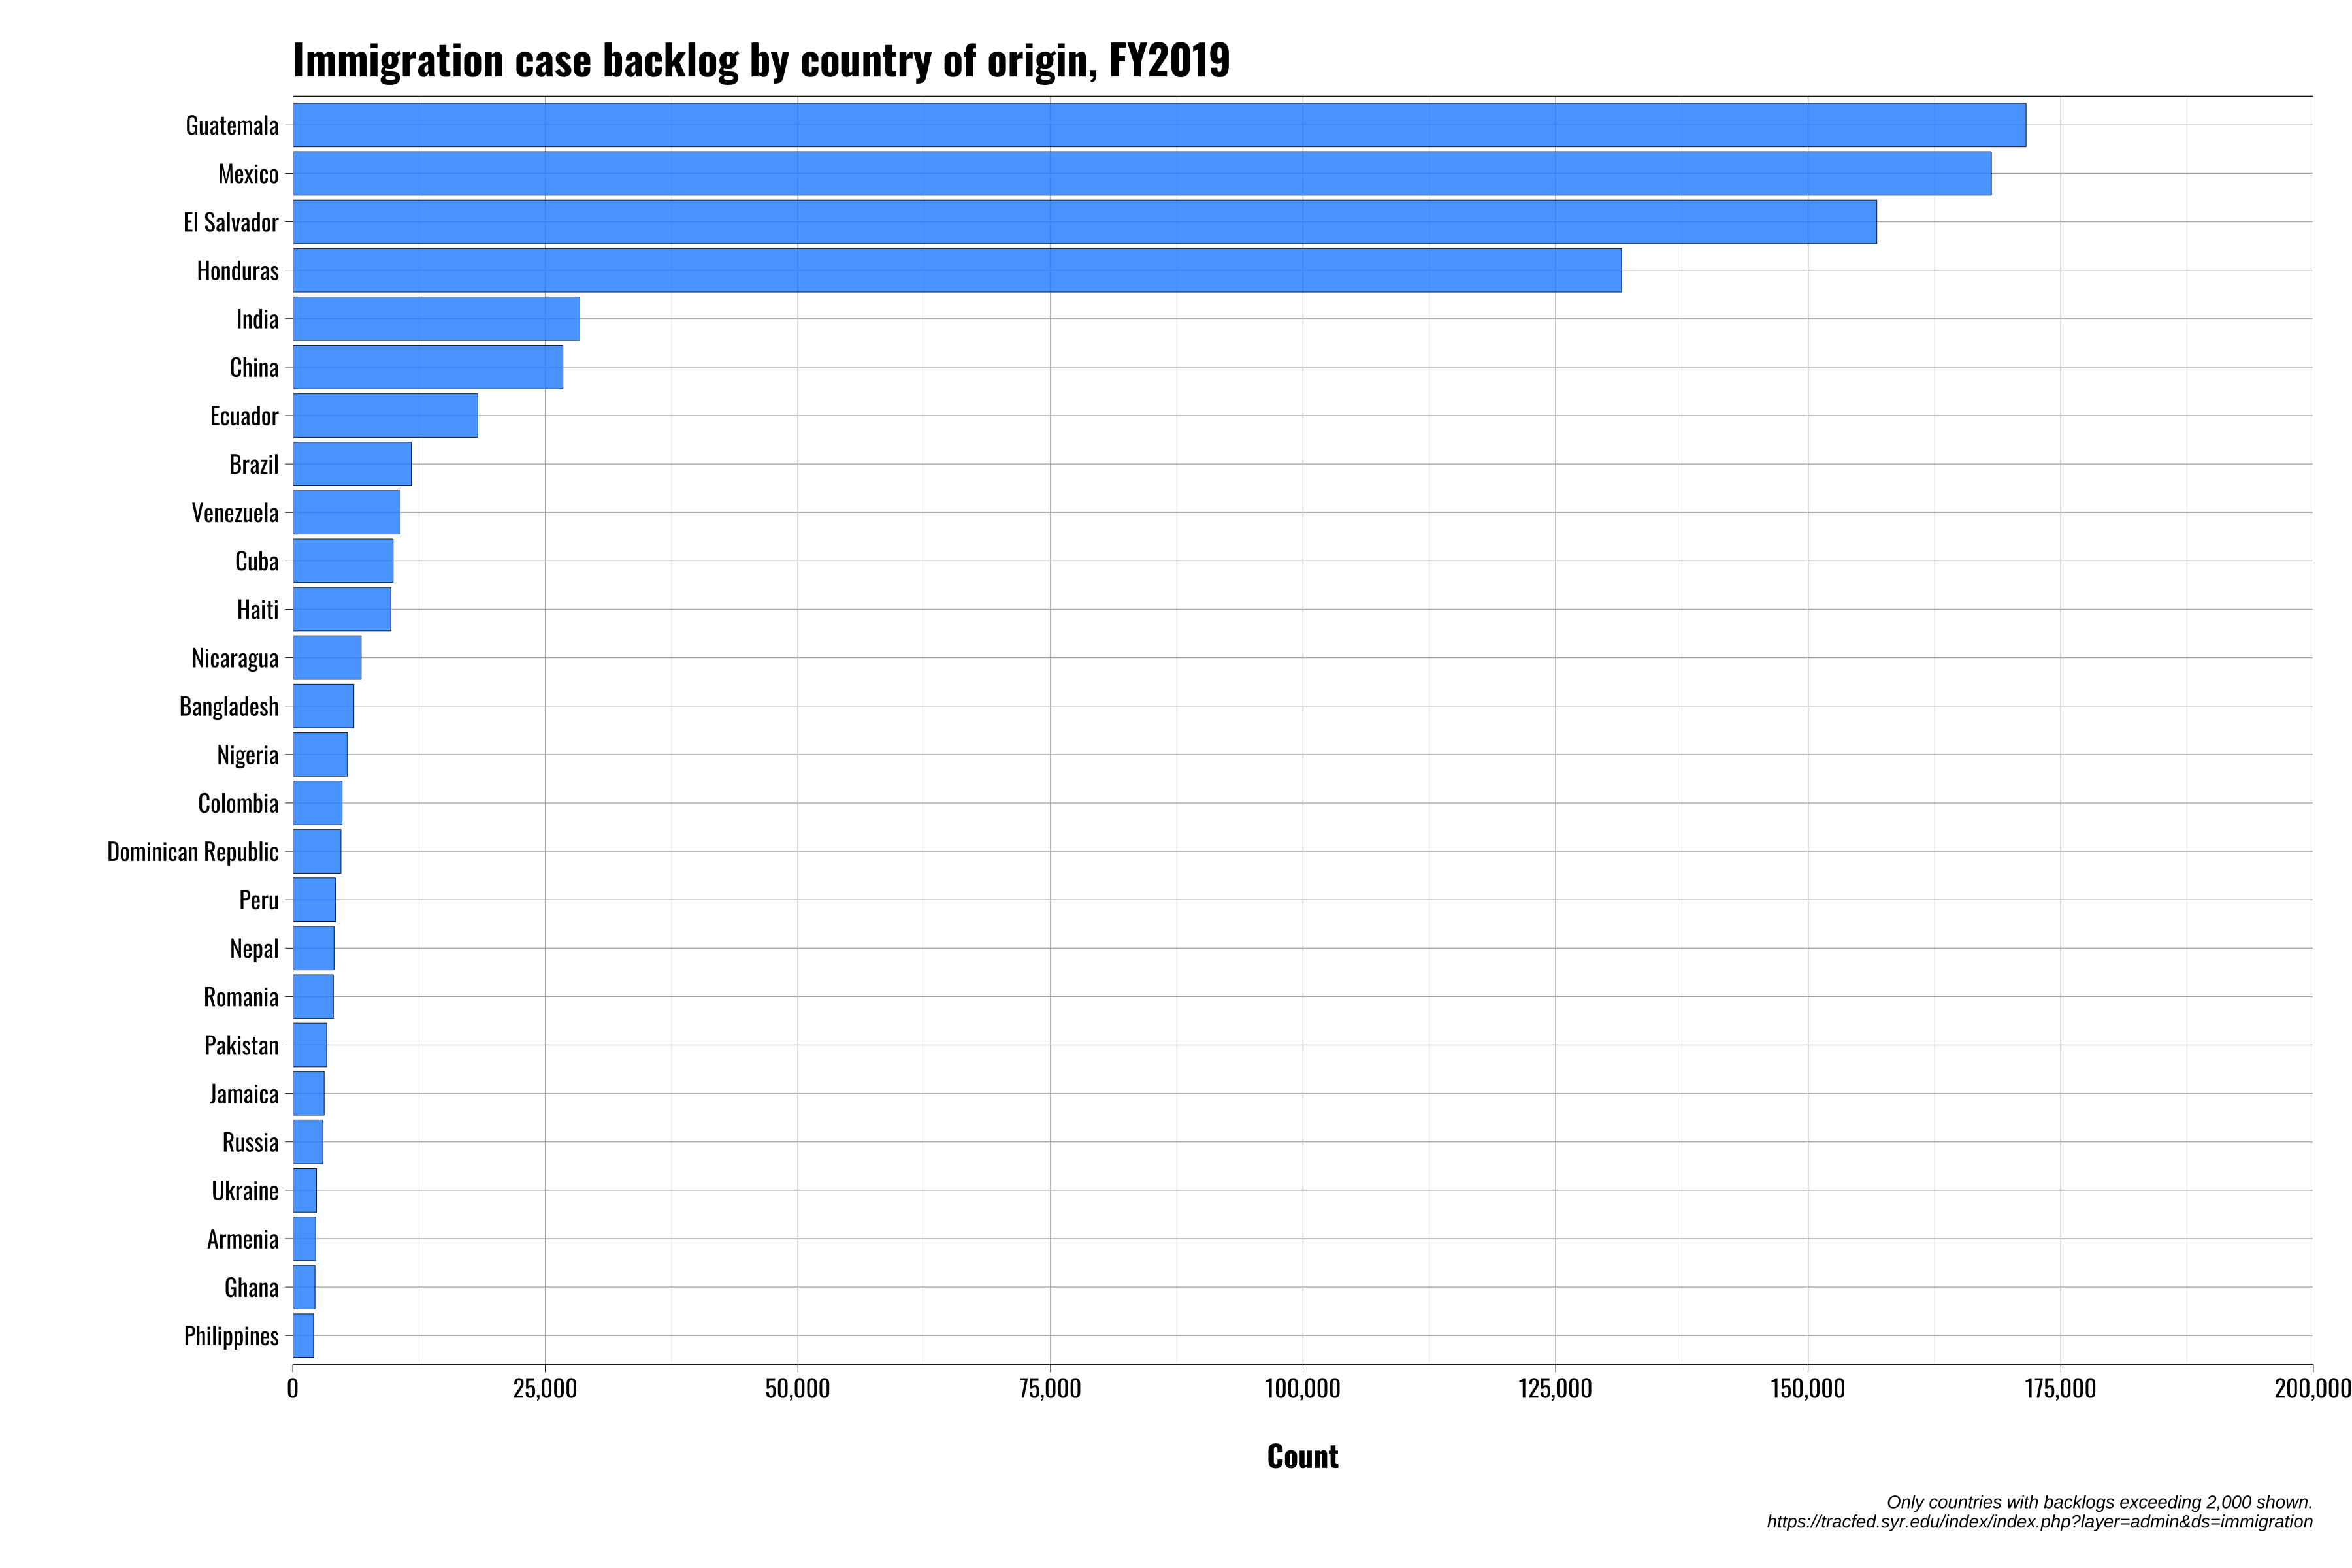 Immigration case backlog by country of origin, FY2019
Guatemala
Mexico
El Salvador
Honduras
India
China
Ecuador
Brazil
Venezuela
Cuba
Haiti
Nicaragua
Bangladesh
Nigeria
Colombia
Dominican Republic
Peru
Nepal
Romania
Pakistan
Jamaica
Russia
Ukraine
Armenia
Ghana
Philippines
0 25,000 50,000 75,000 100,000 125,000 150,000 175,000 200,000
Count
Only countries with backlogs exceeding 2,000 shown.
https://tracfed.syr.edu/index/index.php?layer=admin&ds=immigration